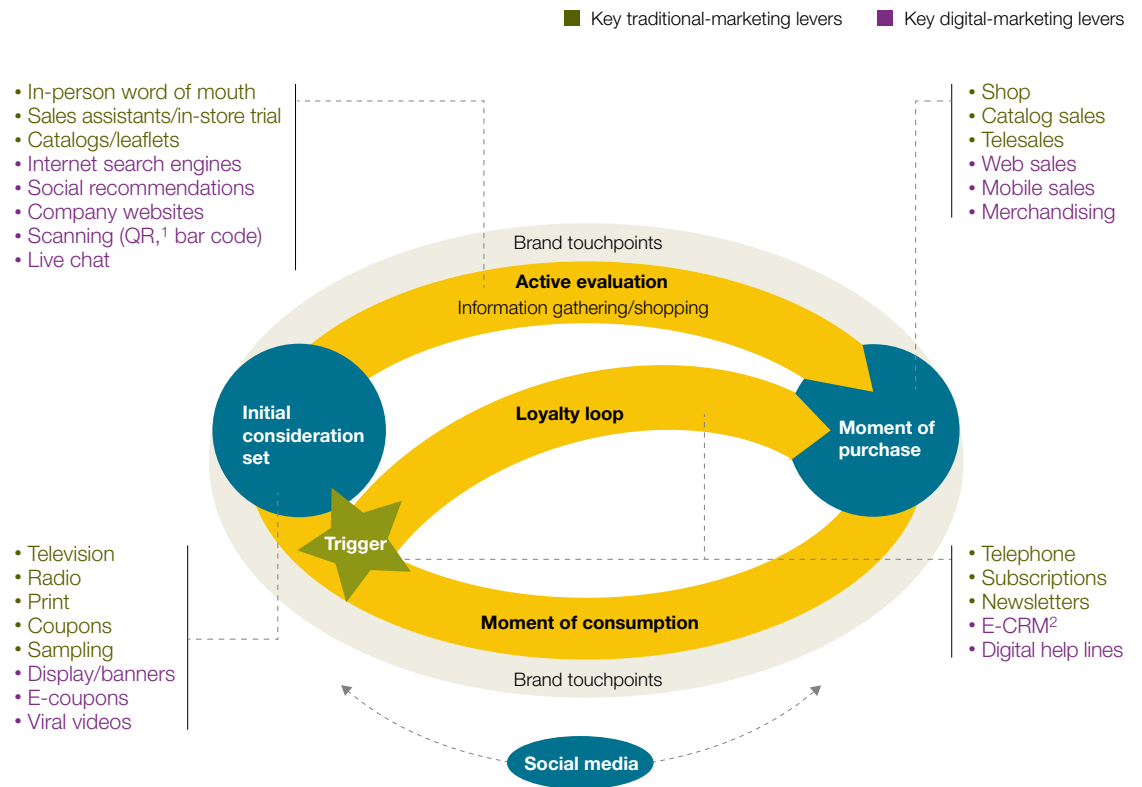 Key traditional-marketing levers
Key digital-marketing levers
• In-person word of mouth
• Sales assistants/in-store trial
• Catalogs/leaflets
• Internet search engines
• Social recommendations
• Company websites
• Scanning (QR,¹ bar code)
• Live chat
• Shop
• Catalog sales
• Telesales
• Web sales
• Mobile sales
• Merchandising
Brand touchpoints
Active evaluation
Information gathering/shopping
Initial
consideration
set
Loyalty loop
Moment of
purchase
Trigger
Moment of consumption
Brand touchpoints
• Television
• Radio
• Print
• Coupons
• Sampling
• Display/banners
• E-coupons
• Viral videos
• Telephone
• Subscriptions
• Newsletters
• E-CRM²
• Digital help lines
Social media